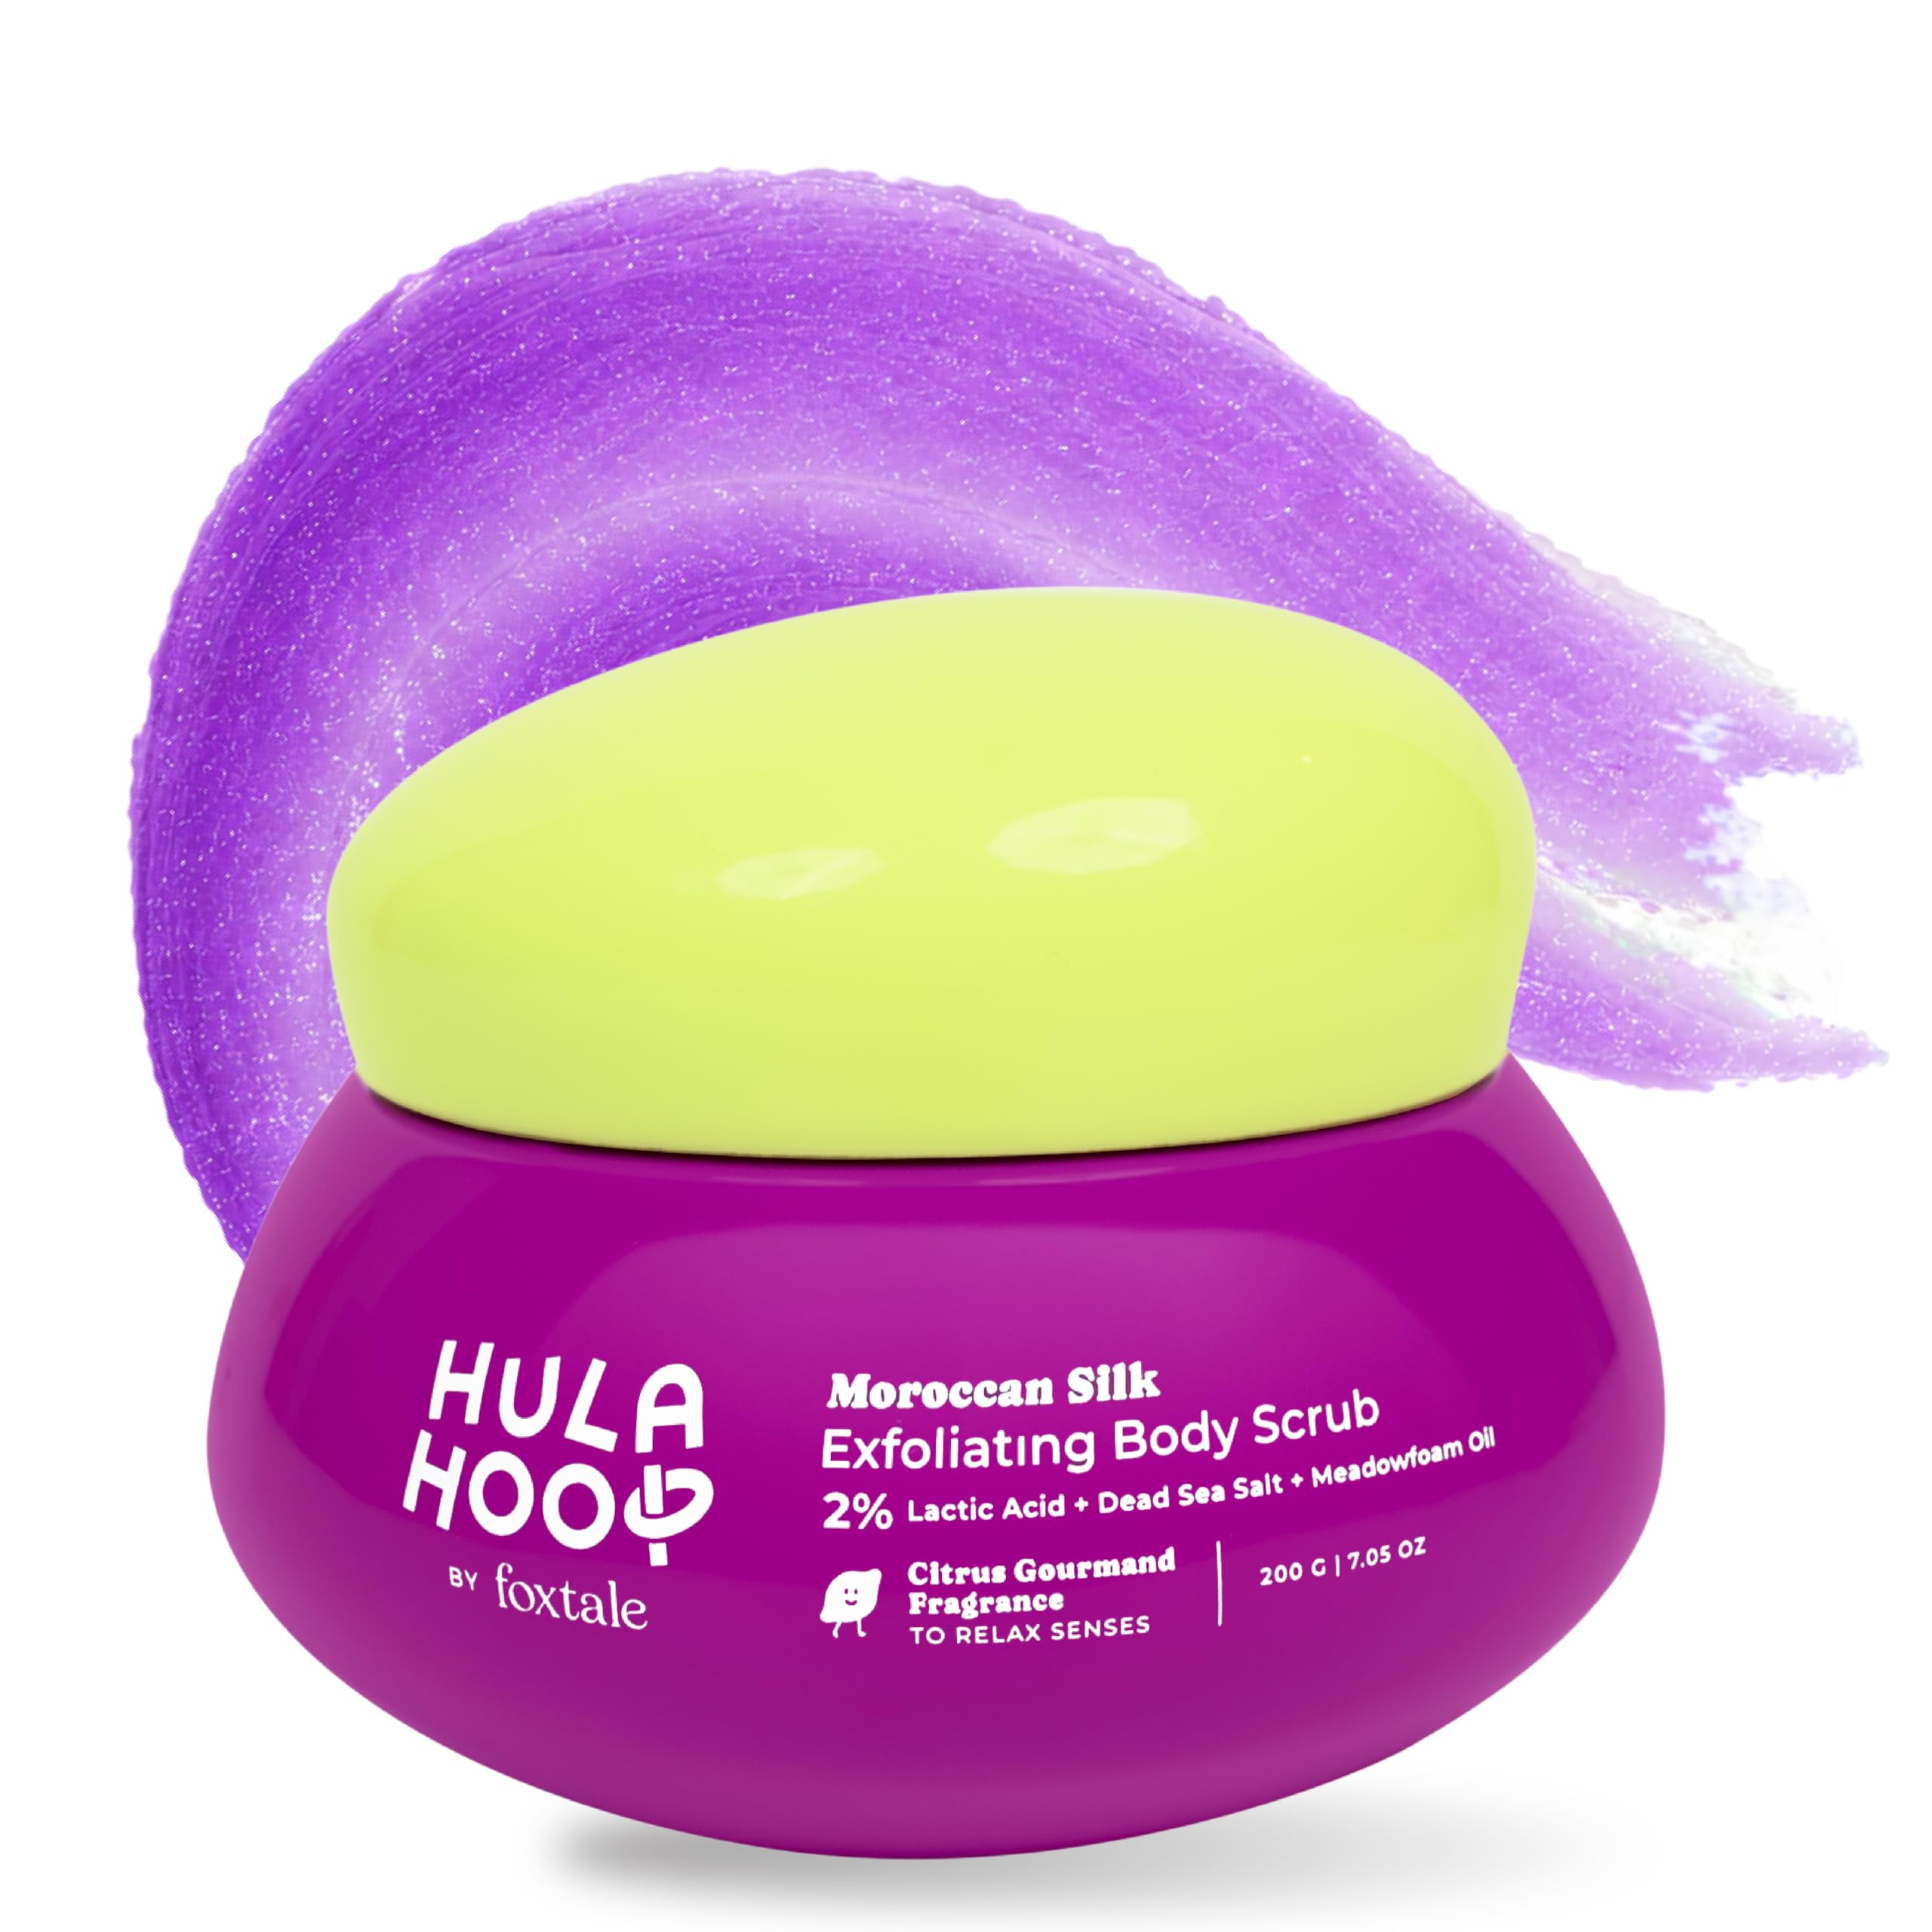 HULA
HOOP
BY foxtale
Moroccan Silk
Exfoliating Body Scrub
2% Lactic Acid + Dead Sea Salt + Meadowfoam Oil
Citrus Gourmand
Fragrance
TO RELAX SENSES
200 G | 7.05 OZ